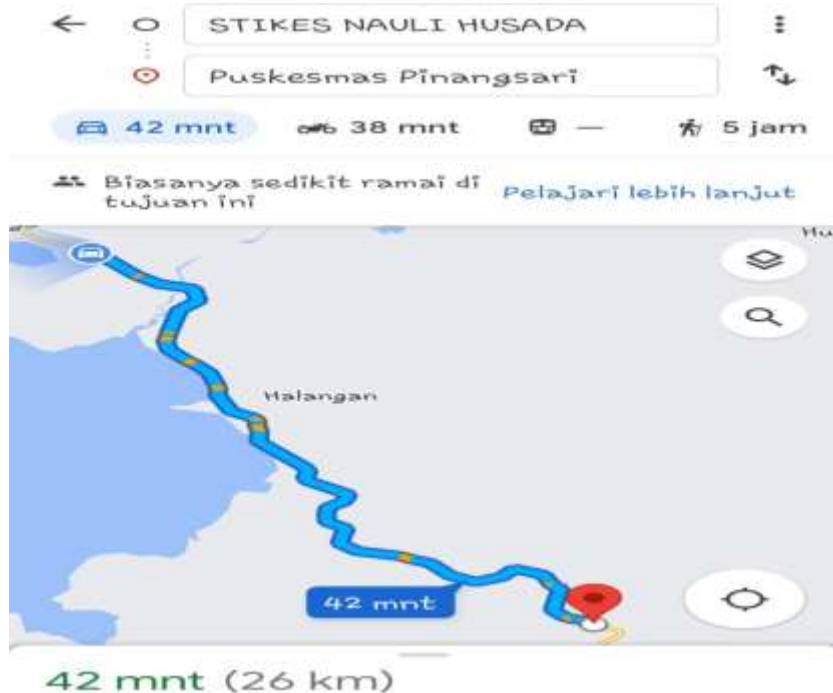 STIKES NAULI HUSADA
Puskesmas Pinangsari
42 mnt 38 mnt — 5 jam
Biasanya sedikit ramai di
tujuan ini
Pelajari lebih lanjut
Hu
Halangan
42 mnt
42 mnt (26 km)